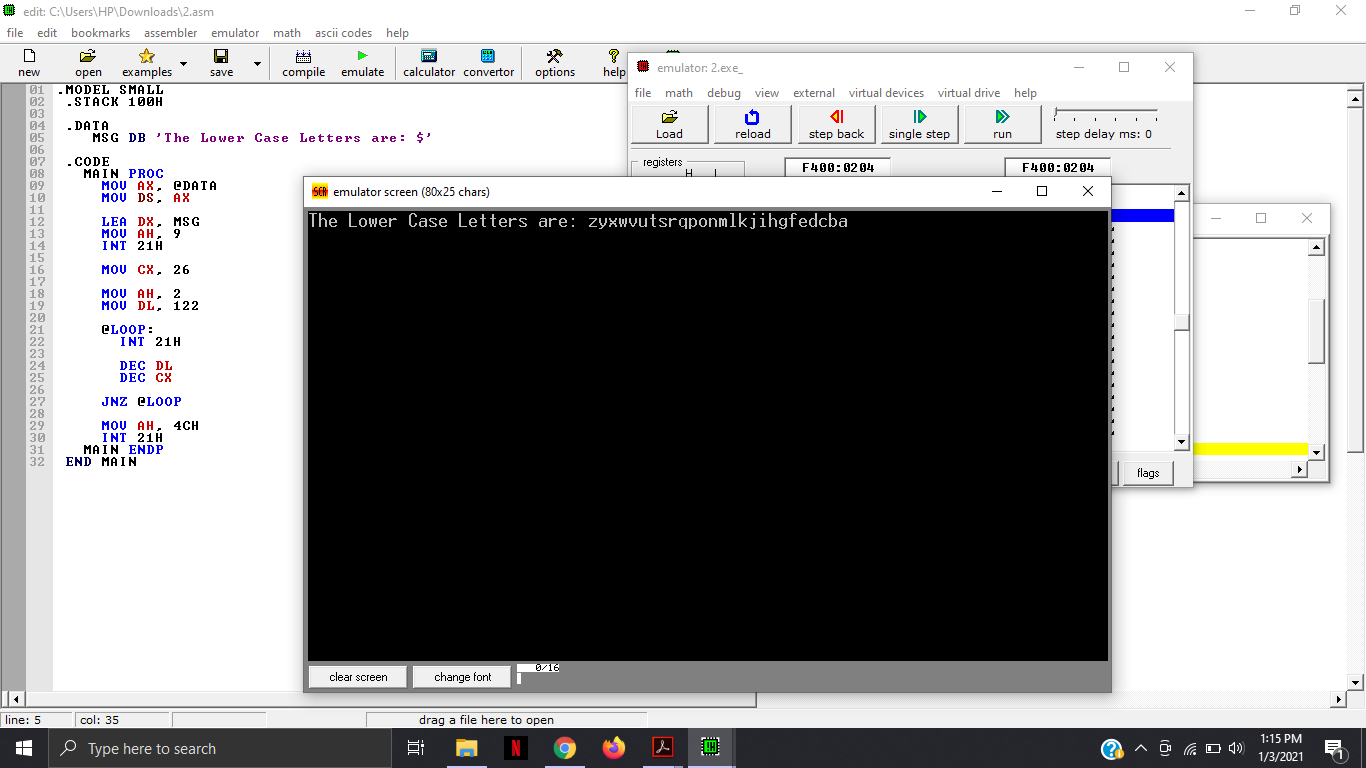 edit: C:\Users\HP\Downloads\2.asm
file edit bookmarks assembler emulator math ascii codes help
new open examples save compile emulate calculator convertor options help
01 .MODEL SMALL
02 .STACK 100H
03
04 .DATA
05 MSG DB 'The Lower Case Letters are: $'
06
07 .CODE
08 MAIN PROC
09 MOV AX, @DATA
10 MOV DS, AX
11
12 LEA DX, MSG
13 MOV AH, 9
14 INT 21H
15
16 MOV CX, 26
17
18 MOV AH, 2
19 MOV DL, 122
20
21 @LOOP:
22 INT 21H
23
24 DEC DL
25 DEC CX
26
27 JNZ @LOOP
28
29 MOV AH, 4CH
30 INT 21H
31 MAIN ENDP
32 END MAIN
emulator: 2.exe_
file math debug view external virtual devices virtual drive help
Load reload step back single step run step delay ms: 0
registers F400:0204 F400:0204
H L
emulator screen (80x25 chars)
The Lower Case Letters are: zyxwvutsrqponmlkjihgfedcba
flags
clear screen change font 0/16
line: 5 col: 35 drag a file here to open
Type here to search
1:15 PM
1/3/2021
1